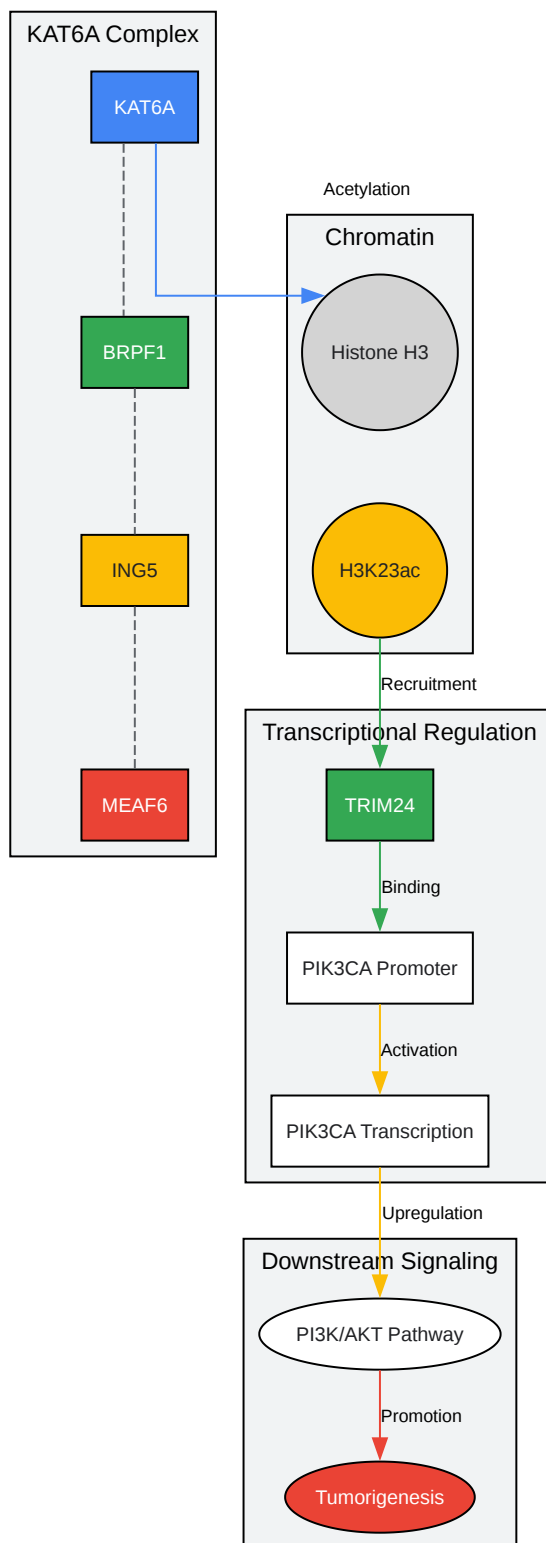 KAT6A Complex
KAT6A
BRPF1
ING5
MEAF6
Acetylation
Chromatin
Histone H3
H3K23ac
Recruitment
Transcriptional Regulation
TRIM24
Binding
PIK3CA Promoter
Activation
PIK3CA Transcription
Upregulation
Downstream Signaling
PI3K/AKT Pathway
Promotion
Tumorigenesis